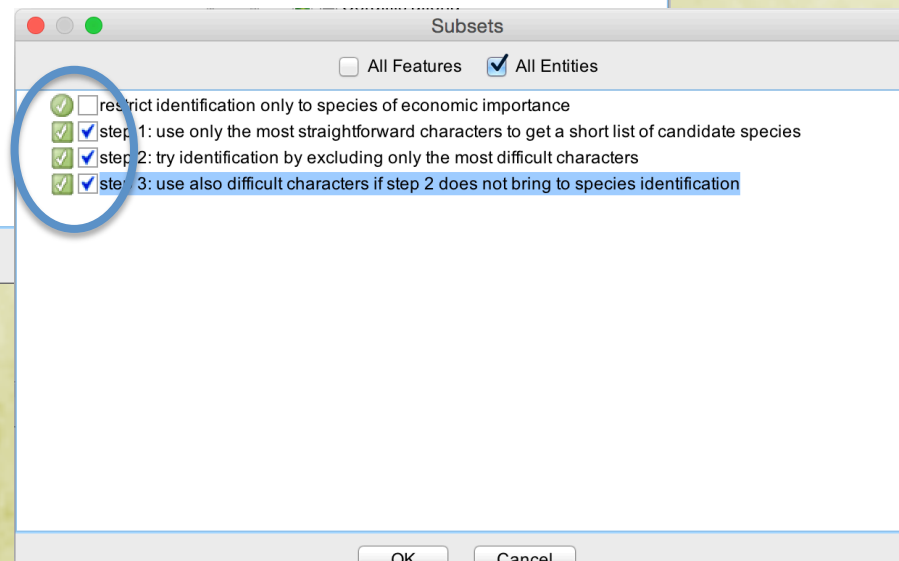 Subsets
All Features All Entities
restrict identification only to species of economic importance
step 1: use only the most straightforward characters to get a short list of candidate species
step 2: try identification by excluding only the most difficult characters
step 3: use also difficult characters if step 2 does not bring to species identification
OK Cancel